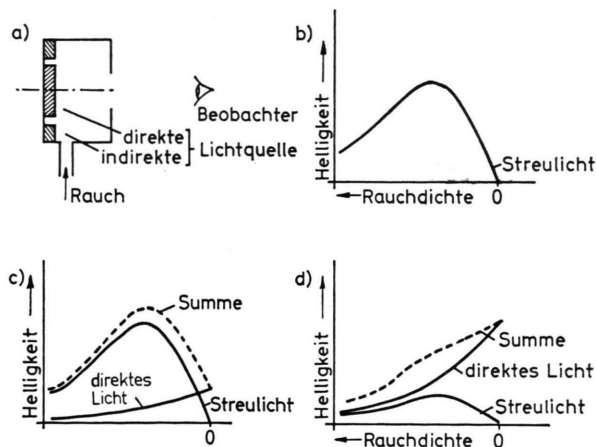 a)
Beobachter
direkte
indirekte
Lichtquelle
Rauch
b)
Helligkeit
Streulicht
Rauchdichte
0
c)
Helligkeit
Summe
direktes
Licht
Streulicht
0
d)
Helligkeit
Summe
direktes Licht
Streulicht
Rauchdichte
0